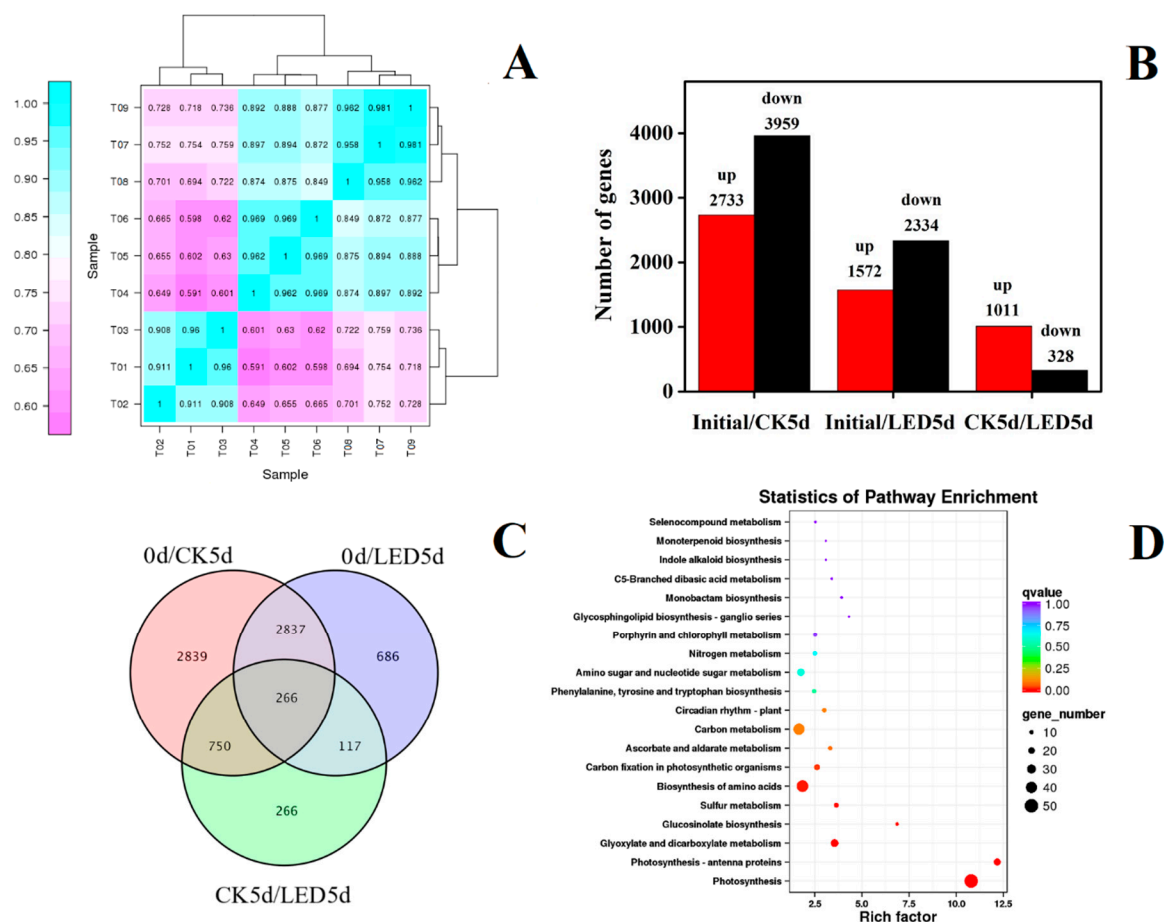 A
1.00
0.95
0.90
0.85
0.80
0.75
0.70
0.65
0.60
Sample
T09 0.728 0.718 0.736 0.892 0.888 0.877 0.962 0.981 1
T07 0.752 0.754 0.759 0.897 0.894 0.872 0.958 1 0.981
T08 0.701 0.694 0.722 0.874 0.875 0.849 1 0.958 0.962
T06 0.665 0.598 0.62 0.969 0.969 1 0.849 0.872 0.877
T05 0.655 0.602 0.63 0.962 1 0.969 0.875 0.894 0.888
T04 0.649 0.591 0.601 1 0.962 0.969 0.874 0.897 0.892
T03 0.908 0.96 1 0.601 0.63 0.62 0.722 0.759 0.736
T01 0.911 1 0.96 0.591 0.602 0.598 0.694 0.754 0.718
T02 1 0.911 0.908 0.649 0.655 0.665 0.701 0.752 0.728
T02 T01 T03 T04 T05 T06 T08 T07 T09
Sample
B
Number of genes
4000
3000
2000
1000
0
up
2733
down
3959
up
1572
down
2334
up
1011
down
328
Initial/CK5d Initial/LED5d CK5d/LED5d
C
0d/CK5d 0d/LED5d
2837
2839 686
266
750 117
266
CK5d/LED5d
D
Statistics of Pathway Enrichment
Selenocompound metabolism
Monoterpenoid biosynthesis
Indole alkaloid biosynthesis
C5-Branched dibasic acid metabolism
Monobactam biosynthesis
Glycosphingolipid biosynthesis - ganglio series
Porphyrin and chlorophyll metabolism
Nitrogen metabolism
Amino sugar and nucleotide sugar metabolism
Phenylalanine, tyrosine and tryptophan biosynthesis
Circadian rhythm - plant
Carbon metabolism
Ascorbate and aldarate metabolism
Carbon fixation in photosynthetic organisms
Biosynthesis of amino acids
Sulfur metabolism
Glucosinolate biosynthesis
Glyoxylate and dicarboxylate metabolism
Photosynthesis - antenna proteins
Photosynthesis
2.5 5.0 7.5 10.0 12.5
Rich factor
qvalue
1.00
0.75
0.50
0.25
0.00
gene_number
10
20
30
40
50